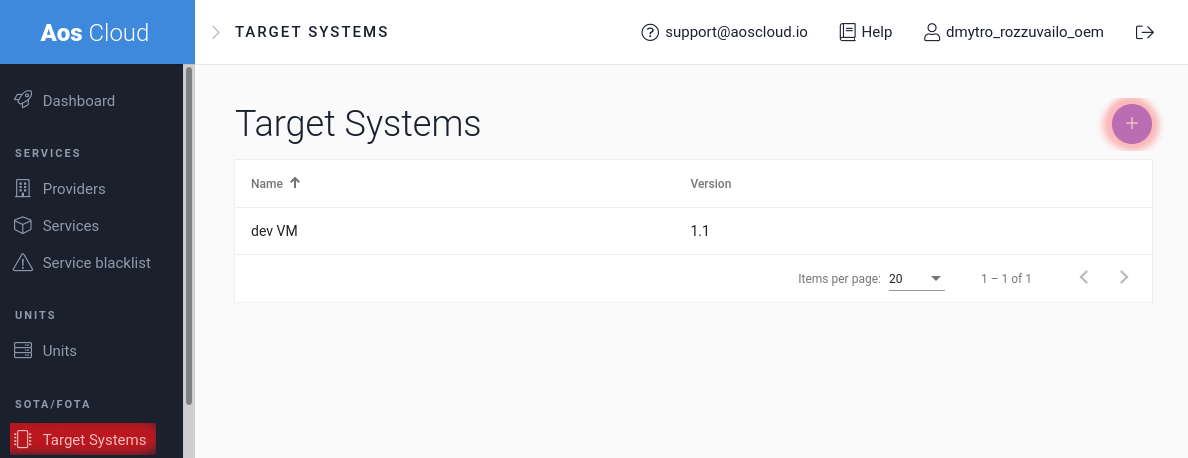 Aos Cloud
TARGET SYSTEMS
support@aoscloud.io
Help
dmytro_rozzuvailo_oem
Dashboard
SERVICES
Providers
Services
Service blacklist
UNITS
Units
SOTA/FOTA
Target Systems
Target Systems
+
Name Version
dev VM 1.1
Items per page: 20 1 – 1 of 1